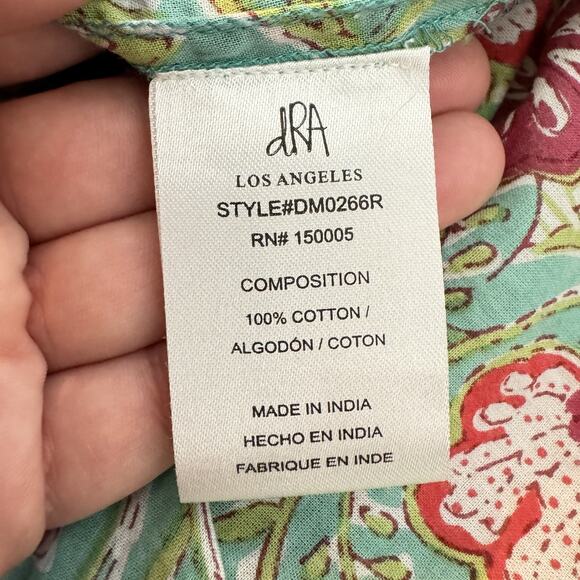 dRA
LOS ANGELES
STYLE#DM0266R
RN# 150005
COMPOSITION
100% COTTON /
ALGODÓN / COTON
MADE IN INDIA
HECHO EN INDIA
FABRIQUE EN INDE